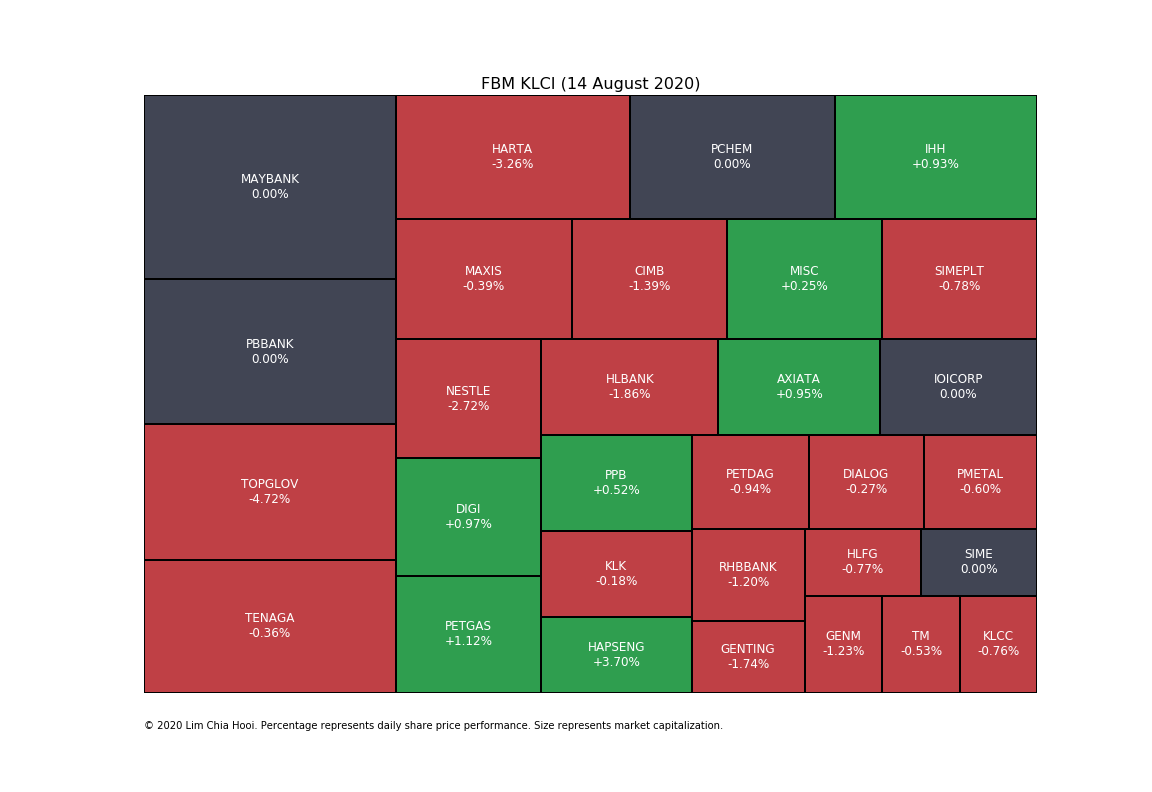 FBM KLCI (14 August 2020)
MAYBANK
0.00%
PBBANK
0.00%
TOPGLOV
-4.72%
TENAGA
-0.36%
HARTA
-3.26%
PCHEM
0.00%
IHH
+0.93%
MAXIS
-0.39%
CIMB
-1.39%
MISC
+0.25%
SIMEPLT
-0.78%
NESTLE
-2.72%
DIGI
+0.97%
PETGAS
+1.12%
HLBANK
-1.86%
AXIATA
+0.95%
IOICORP
0.00%
PPB
+0.52%
KLK
-0.18%
HAPSENG
+3.70%
PETDAG
-0.94%
DIALOG
-0.27%
PMETAL
-0.60%
RHBBANK
-1.20%
GENTING
-1.74%
HLFG
-0.77%
SIME
0.00%
GENM
-1.23%
TM
-0.53%
KLCC
-0.76%
© 2020 Lim Chia Hooi. Percentage represents daily share price performance. Size represents market capitalization.